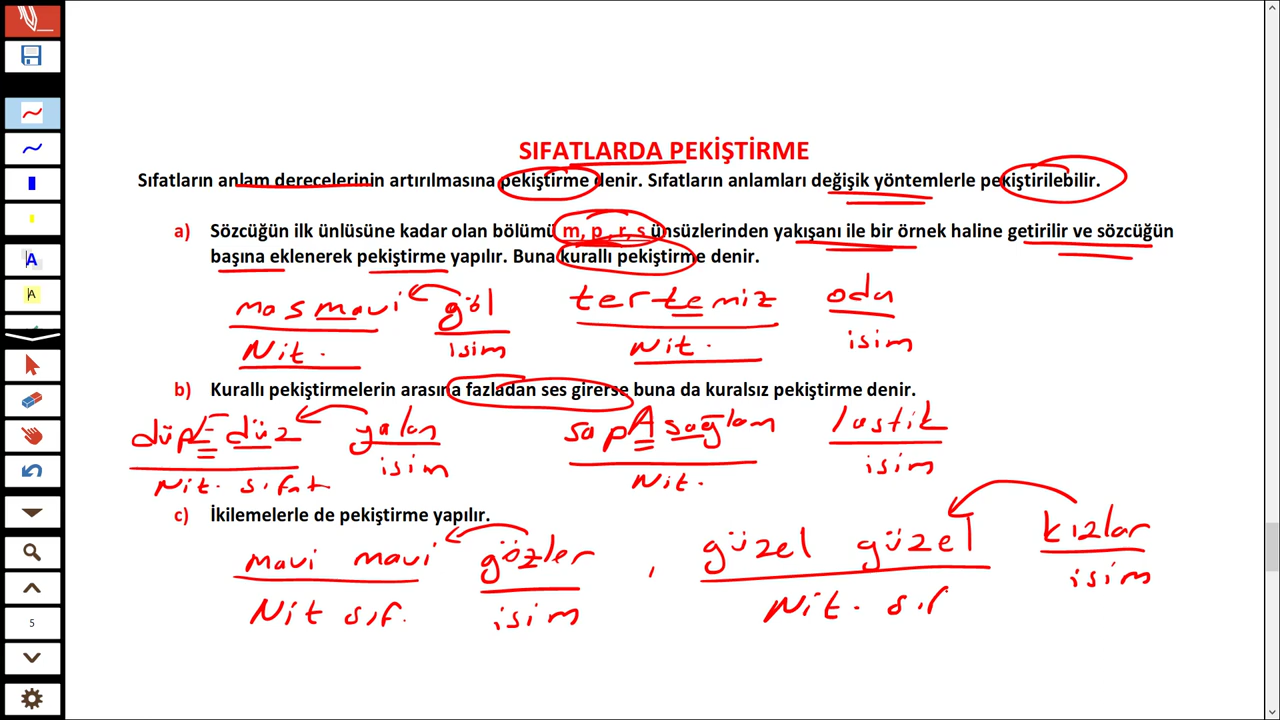 SIFATLARDA PEKİŞTİRME
Sıfatların anlam derecelerinin artırılmasına pekiştirme denir. Sıfatların anlamları değişik yöntemlerle pekiştirilebilir.
a) Sözcüğün ilk ünlüsüne kadar olan bölümü m, p, r, s ünsüzlerinden yakışanı ile bir örnek haline getirilir ve sözcüğün
başına eklenerek pekiştirme yapılır. Buna kurallı pekiştirme denir.
masmavi göl tertemiz oda
Nit. isim Nit. isim
b) Kurallı pekiştirmelerin arasına fazladan ses girerse buna da kuralsız pekiştirme denir.
düpEdüz yalan sapAsağlam lastik
Nit. sıfat isim Nit. isim
c) İkilemelerle de pekiştirme yapılır.
mavi mavi gözler , güzel güzel kızlar
Nit sıf. isim Nit. sıf isim
A
A
5